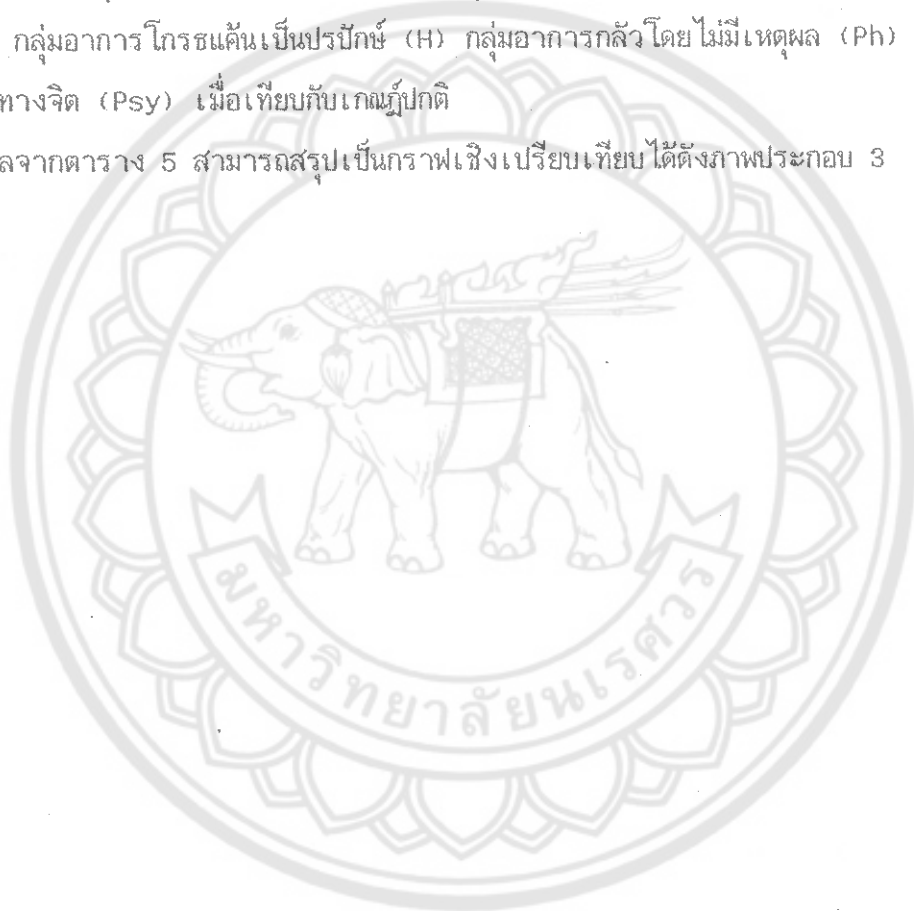 กลุ่มอาการโกรธแค้นเป็นปรปักษ์ (H) กลุ่มอาการกลัวโดยไม่มีเหตุผล (Ph)
ทางจิต (Psy) เมื่อเทียบกับเกณฑ์ปกติ
ลจากตาราง 5 สามารถสรุปเป็นกราฟเชิงเปรียบเทียบได้ดังภาพประกอบ 3
มหาวิทยาลัยนเรศวร